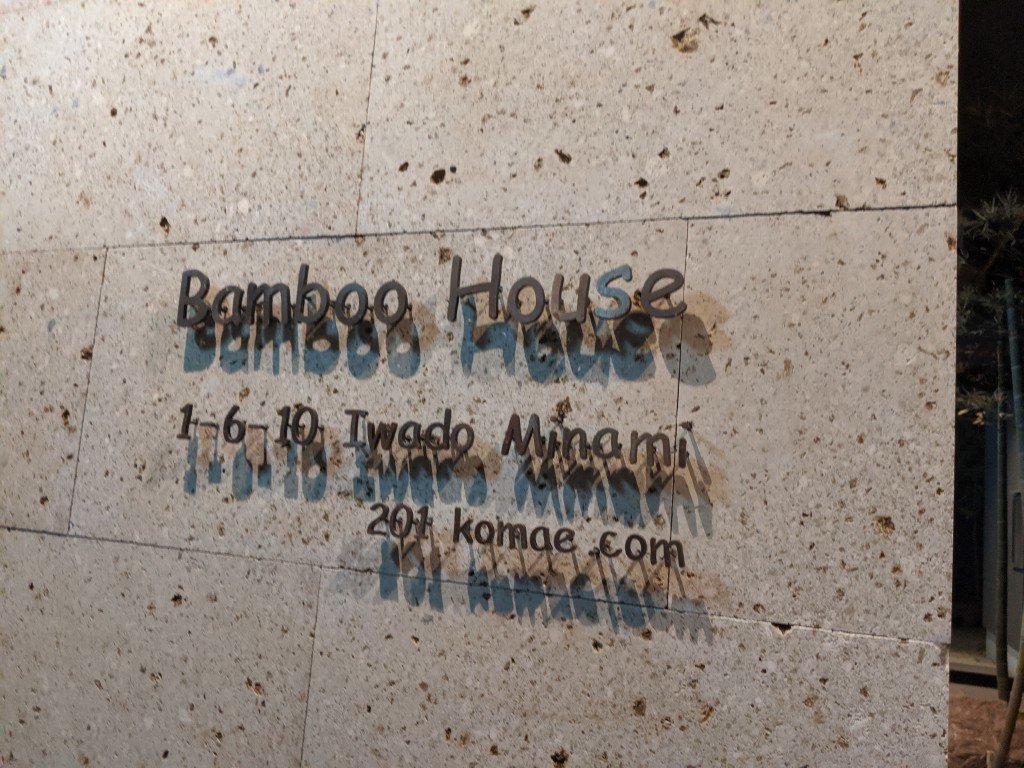 Bamboo House
1-6-10 Iwado Minami
201 komae.com